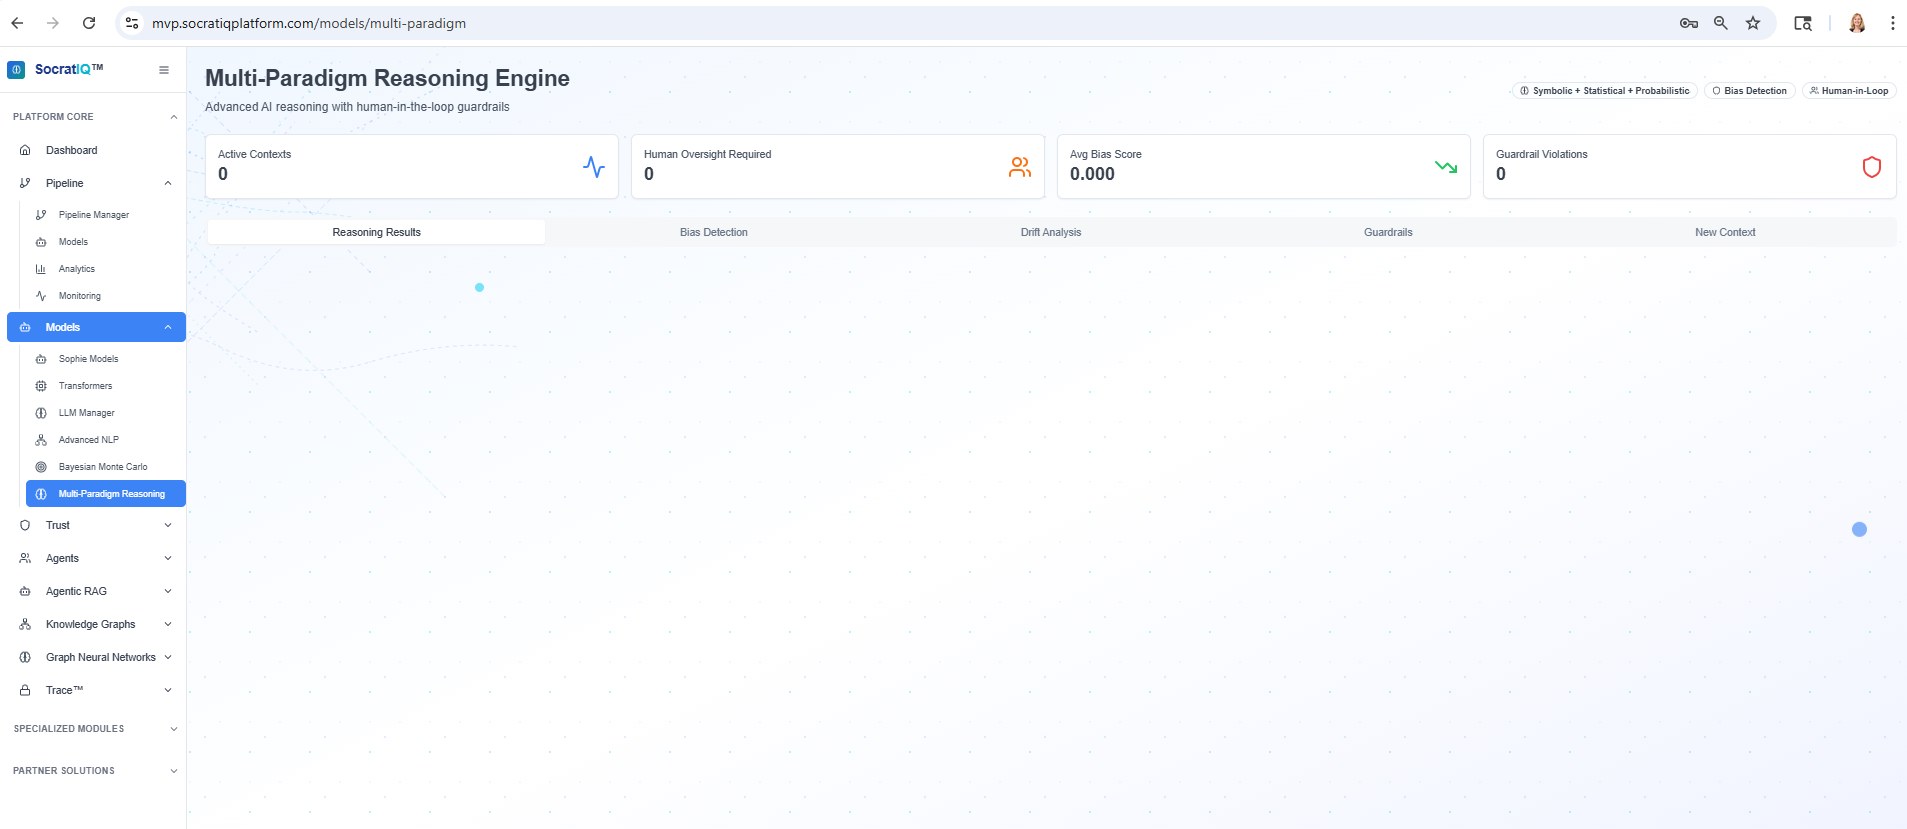 mvp.socratiqplatform.com/models/multi-paradigm
SocratIQ™
PLATFORM CORE
Dashboard
Pipeline
Pipeline Manager
Models
Analytics
Monitoring
Models
Sophie Models
Transformers
LLM Manager
Advanced NLP
Bayesian Monte Carlo
Multi-Paradigm Reasoning
Trust
Agents
Agentic RAG
Knowledge Graphs
Graph Neural Networks
Trace™
SPECIALIZED MODULES
PARTNER SOLUTIONS
Multi-Paradigm Reasoning Engine
Advanced AI reasoning with human-in-the-loop guardrails
Symbolic + Statistical + Probabilistic
Bias Detection
Human-in-Loop
Active Contexts
0
Human Oversight Required
0
Avg Bias Score
0.000
Guardrail Violations
0
Reasoning Results
Bias Detection
Drift Analysis
Guardrails
New Context